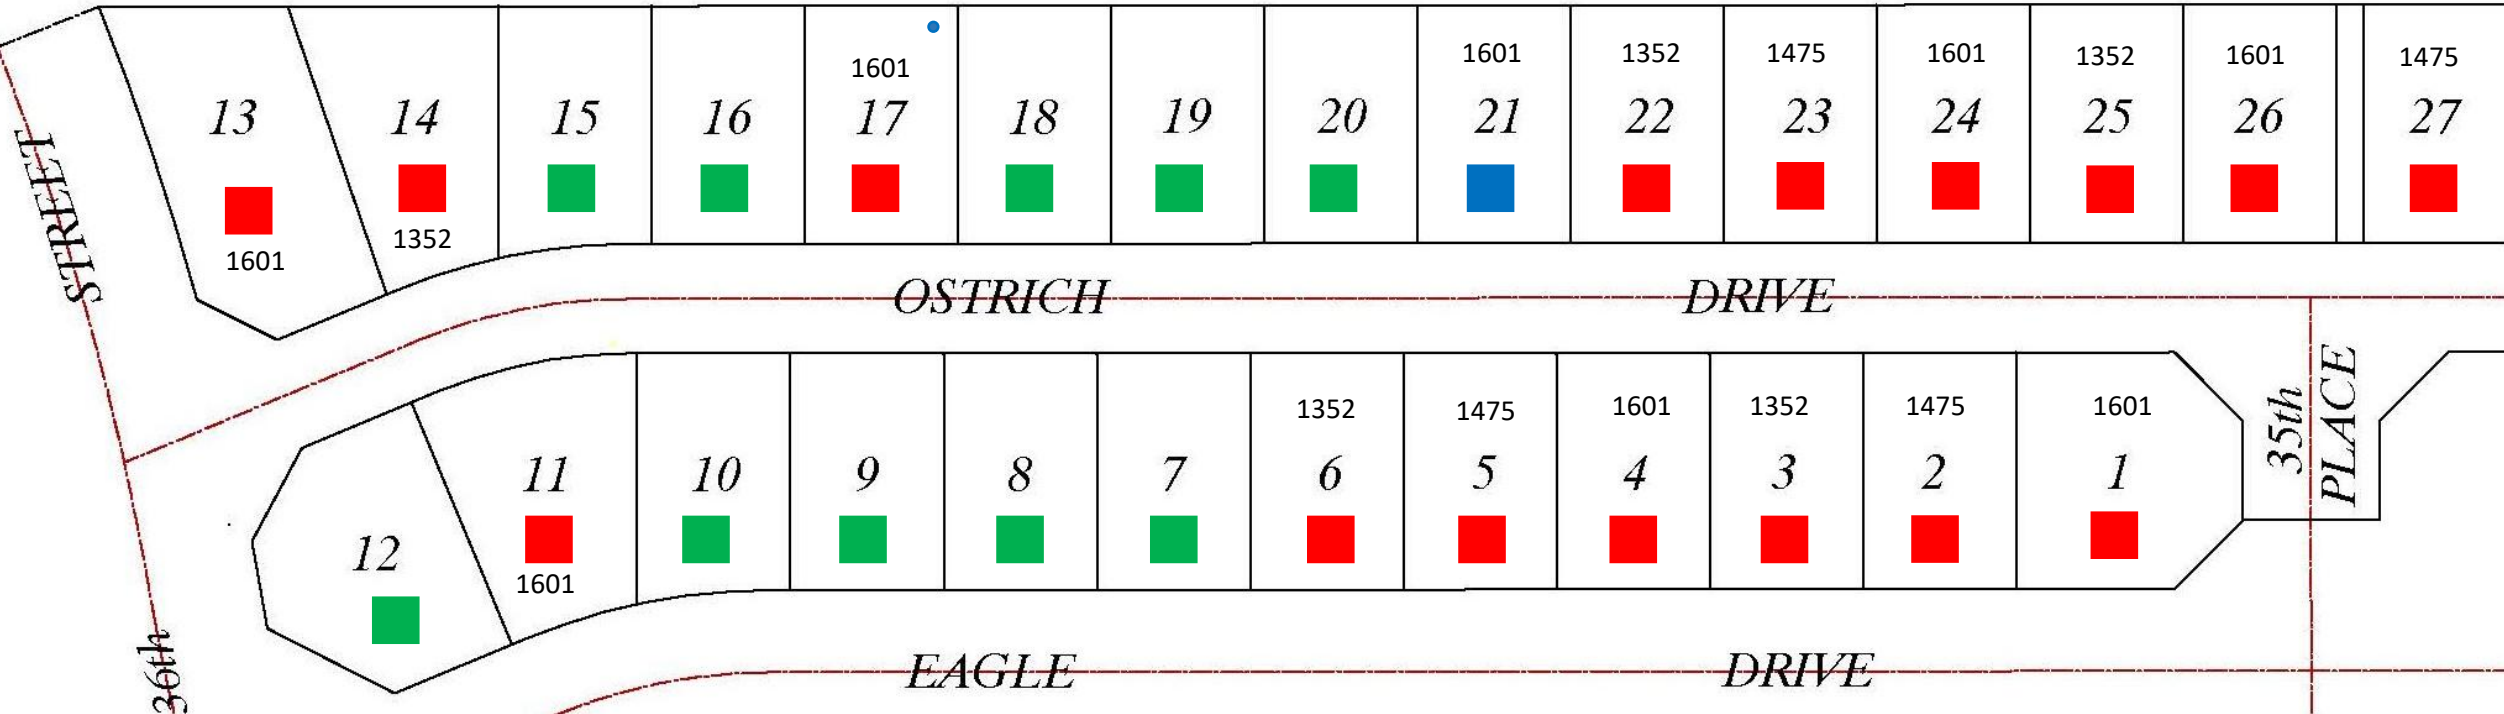 1601 1601 1352 1475 1601 1352 1601 1475
13 14 15 16 17 18 19 20 21 22 23 24 25 26 27
1601 1352
STREET
OSTRICH DRIVE
1352 1475 1601 1352 1475 1601
12 11 10 9 8 7 6 5 4 3 2 1
1601
35th
PLACE
36th
EAGLE DRIVE